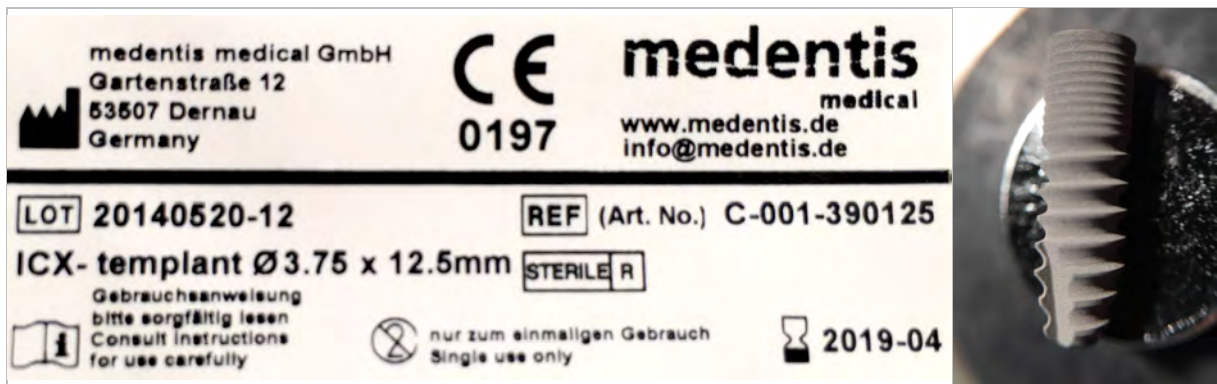 medentis medical GmbH
Gartenstraße 12
53507 Dernau
Germany
CE
0197
medentis
medical
www.medentis.de
info@medentis.de
LOT 20140520-12
REF (Art. No.) C-001-390125
ICX- templant Ø 3.75 x 12.5mm STERILE R
Gebrauchsanweisung
bitte sorgfältig lesen
Consult instructions
for use carefully
2 nur zum einmaligen Gebrauch
Single use only
2019-04